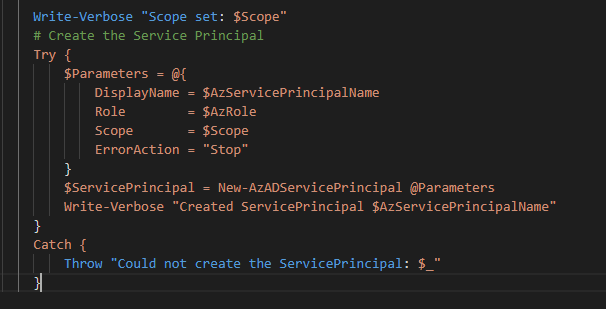 Write-Verbose "Scope set: $Scope"
# Create the Service Principal
Try {
    $Parameters = @{
        DisplayName = $AzServicePrincipalName
        Role        = $AzRole
        Scope       = $Scope
        ErrorAction = "Stop"
    }
    $ServicePrincipal = New-AzADServicePrincipal @Parameters
    Write-Verbose "Created ServicePrincipal $AzServicePrincipalName"
}
Catch {
    Throw "Could not create the ServicePrincipal: $_"
}